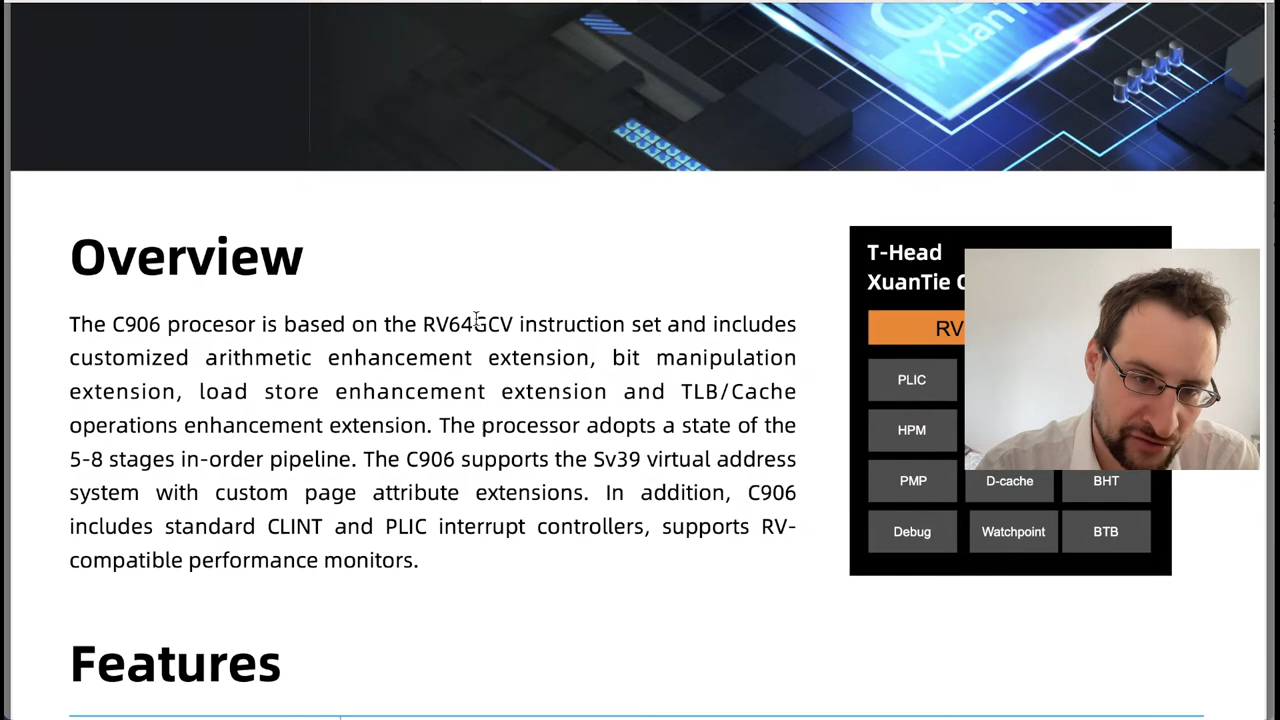 XuanTi
Overview
The C906 procesor is based on the RV64GCV instruction set and includes
customized arithmetic enhancement extension, bit manipulation
extension, load store enhancement extension and TLB/Cache
operations enhancement extension. The processor adopts a state of the
5-8 stages in-order pipeline. The C906 supports the Sv39 virtual address
system with custom page attribute extensions. In addition, C906
includes standard CLINT and PLIC interrupt controllers, supports RV-
compatible performance monitors.
T-Head
XuanTie
RV
PLIC
HPM
PMP D-cache BHT
Debug Watchpoint BTB
Features